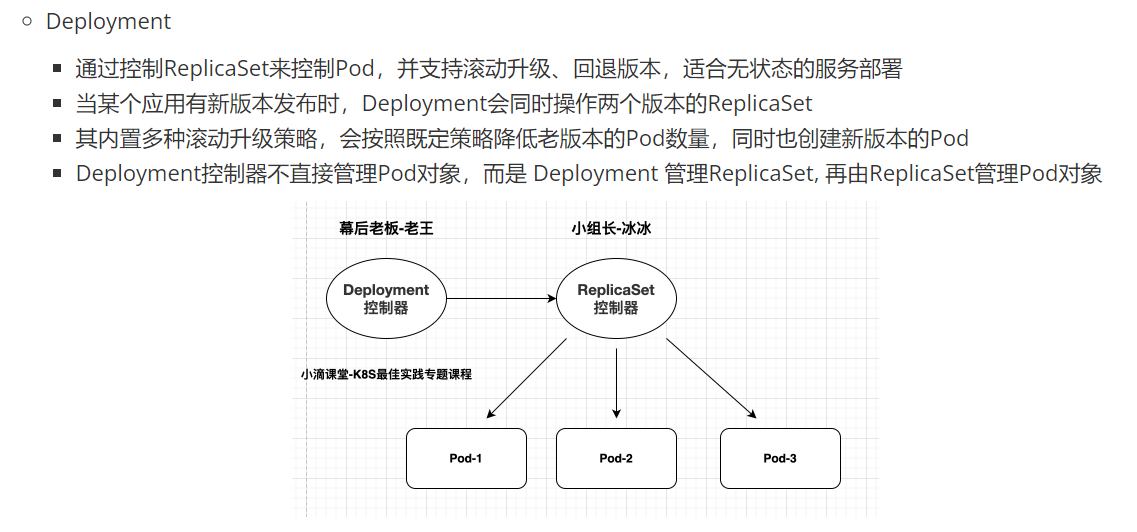 Deployment
通过控制ReplicaSet来控制Pod，并支持滚动升级、回退版本，适合无状态的服务部署
当某个应用有新版本发布时，Deployment会同时操作两个版本的ReplicaSet
其内置多种滚动升级策略，会按照既定策略降低老版本的Pod数量，同时也创建新版本的Pod
Deployment控制器不直接管理Pod对象，而是 Deployment 管理ReplicaSet, 再由ReplicaSet管理Pod对象
幕后老板-老王
小组长-冰冰
Deployment
控制器
ReplicaSet
控制器
小滴课堂-K8S最佳实践专题课程
Pod-1
Pod-2
Pod-3